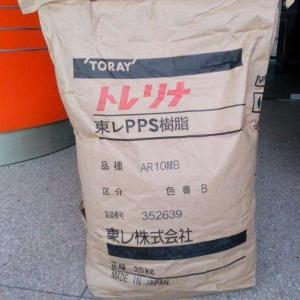 TORAY
トレリナ
東レPPS樹脂
品種 AR10MB
区分 色番 B
製造番号 352639
東レ株式会社
正味 25KG
MADE IN JAPAN